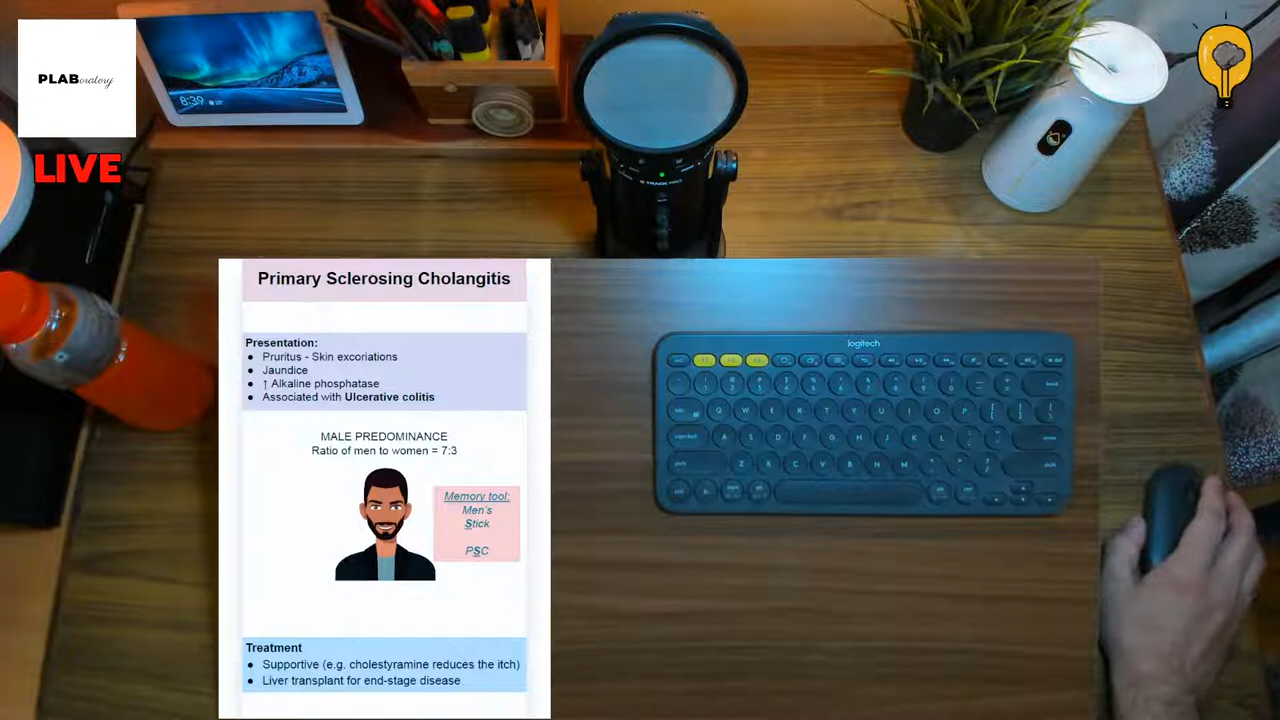 PLABoratory
8:39
LIVE
G TRACK PRO
Primary Sclerosing Cholangitis
Presentation:
● Pruritus - Skin excoriations
● Jaundice
● ↑ Alkaline phosphatase
● Associated with Ulcerative colitis
MALE PREDOMINANCE
Ratio of men to women = 7:3
Memory tool:
Men's
Stick
PSC
Treatment
● Supportive (e.g. cholestyramine reduces the itch)
● Liver transplant for end-stage disease
logitech
Q W E R T Y U I O P
A S D F G H J K L
Z X C V B N M